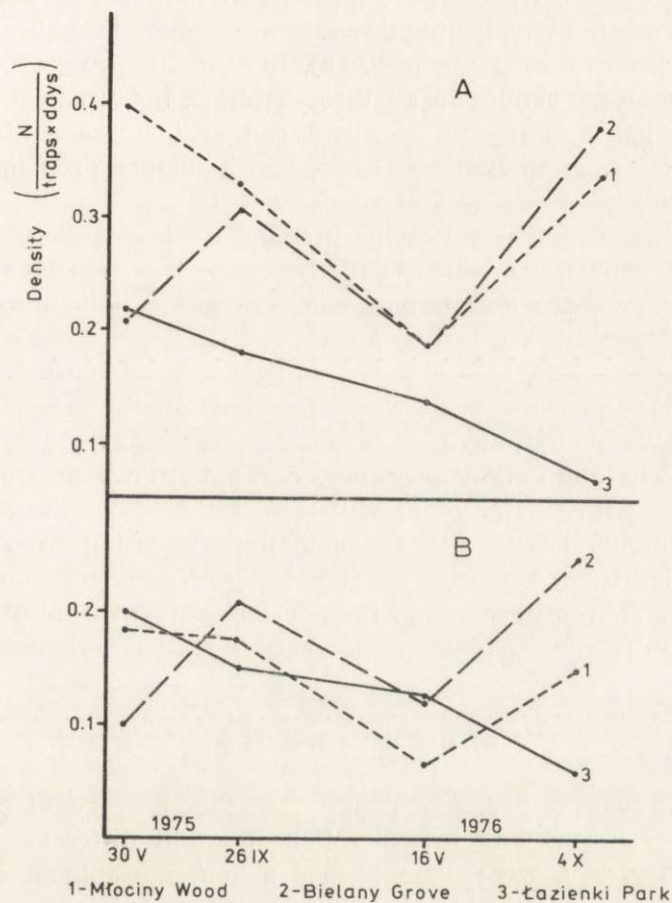 A
Density ( N / traps × days )
0.4
0.3
0.2
0.1
2
1
3
B
0.2
0.1
2
1
3
1975 1976
30 V 26 IX 16 V 4 X
1-Młociny Wood 2-Bielany Grove 3-Łazienki Park